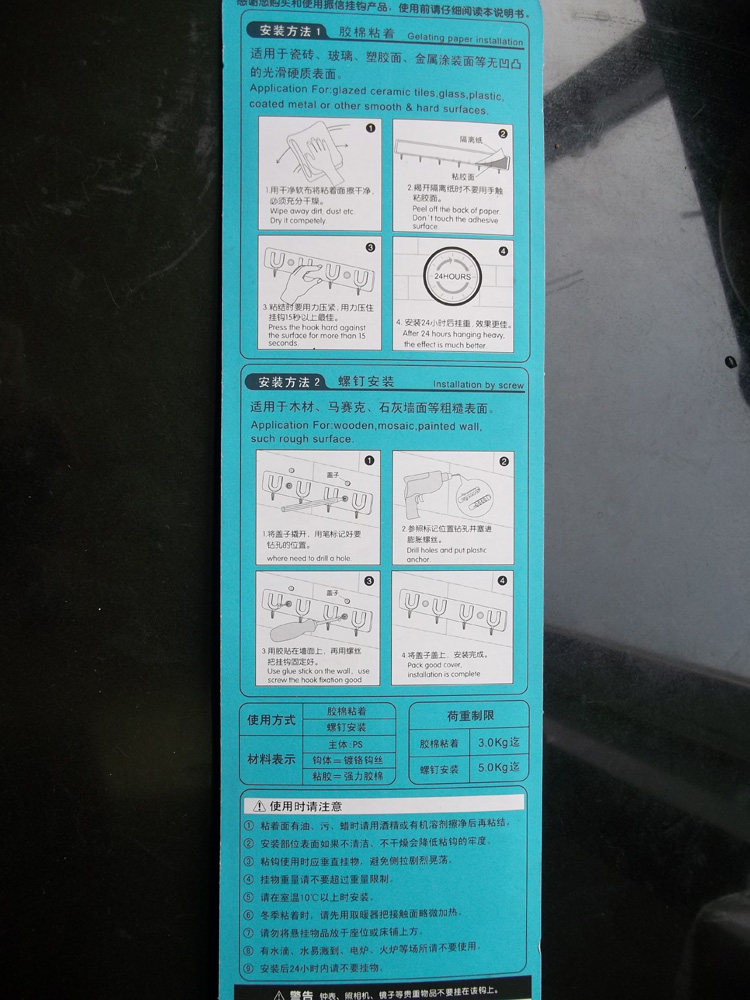 感谢您购买和使用振信挂钩产品，使用前请仔细阅读本说明书。
安装方法1 胶棉粘着 Gelating paper installation
适用于瓷砖、玻璃、塑胶面、金属涂装面等无凹凸
的光滑硬质表面。
Application For:glazed ceramic tiles,glass,plastic,
coated metal or other smooth & hard surfaces.
1
1.用干净软布将粘着面擦干净，
必须充分干燥。
Wipe away dirt, dust etc.
Dry it competely
2
隔离纸
粘胶面
2.揭开隔离纸时不要用手触
粘胶面。
Peel off the back of paper
Don't touch the adhesive
surface
3
3.粘结时要用力压紧，用力压住
挂钩15秒以上最佳。
Press the hook hard against
the surface for more than 15
seconds.
4
24HOURS
4.安装24小时后挂重，效果更佳。
After 24 hours hanging heavy,
the effect is much better.
安装方法2 螺钉安装 Installation by screw
适用于木材、马赛克、石灰墙面等粗糙表面。
Application For:wooden,mosaic,painted wall,
such rough surface.
1
盖子
1.将盖子撬开，用笔标记好要
钻孔的位置。
where need to drill a hole
2
2.参照标记位置钻孔并塞进
膨胀螺丝。
Drill holes and put plastic
anchor.
3
盖子
3.用胶贴在墙面上，再用螺丝
把挂钩固定好。
Use glue stick on the wall, use
screw the hook fixation good
4
4.将盖子盖上，安装完成。
Pack good cover,
installation is complete
使用方式
胶棉粘着
螺钉安装
材料表示
主体:PS
钩体=镀铬钩丝
粘胶=强力胶棉
荷重制限
胶棉粘着 3.0Kg迄
螺钉安装 5.0Kg迄
使用时请注意
① 粘着面有油、污、蜡时请用酒精或有机溶剂擦净后再粘结。
② 安装部位表面如果不清洁、不干燥会降低粘钩的牢度。
③ 粘钩使用时应垂直挂物，避免侧拉剧烈晃荡。
④ 挂物重量请不要超过重量限制。
⑤ 请在室温10℃以上时安装。
⑥ 冬季粘着时，请先用取暖器把接触面略微加热。
⑦ 请勿将悬挂物品放于座位或床铺上方。
⑧ 有水滴、水易溅到、电炉、火炉等场所请不要使用。
⑨ 安装后24小时内请不要挂物。
警告 钟表、照相机、镜子等贵重物品不要挂在该钩上。